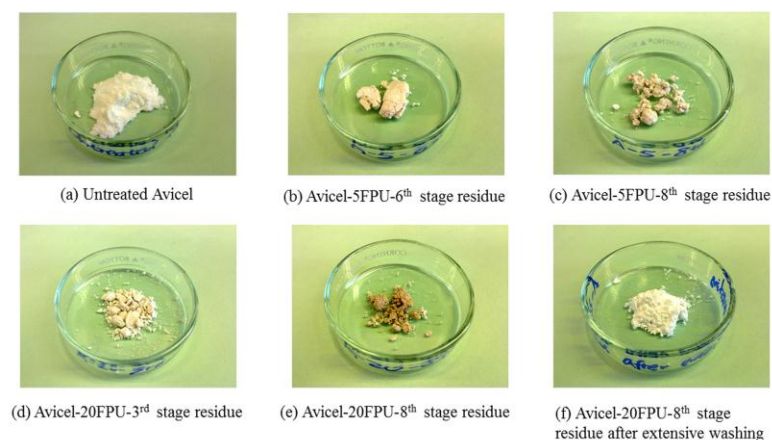 (a) Untreated Avicel
(b) Avicel-5FPU-6th stage residue
(c) Avicel-5FPU-8th stage residue
(d) Avicel-20FPU-3rd stage residue
(e) Avicel-20FPU-8th stage residue
(f) Avicel-20FPU-8th stage
residue after extensive washing